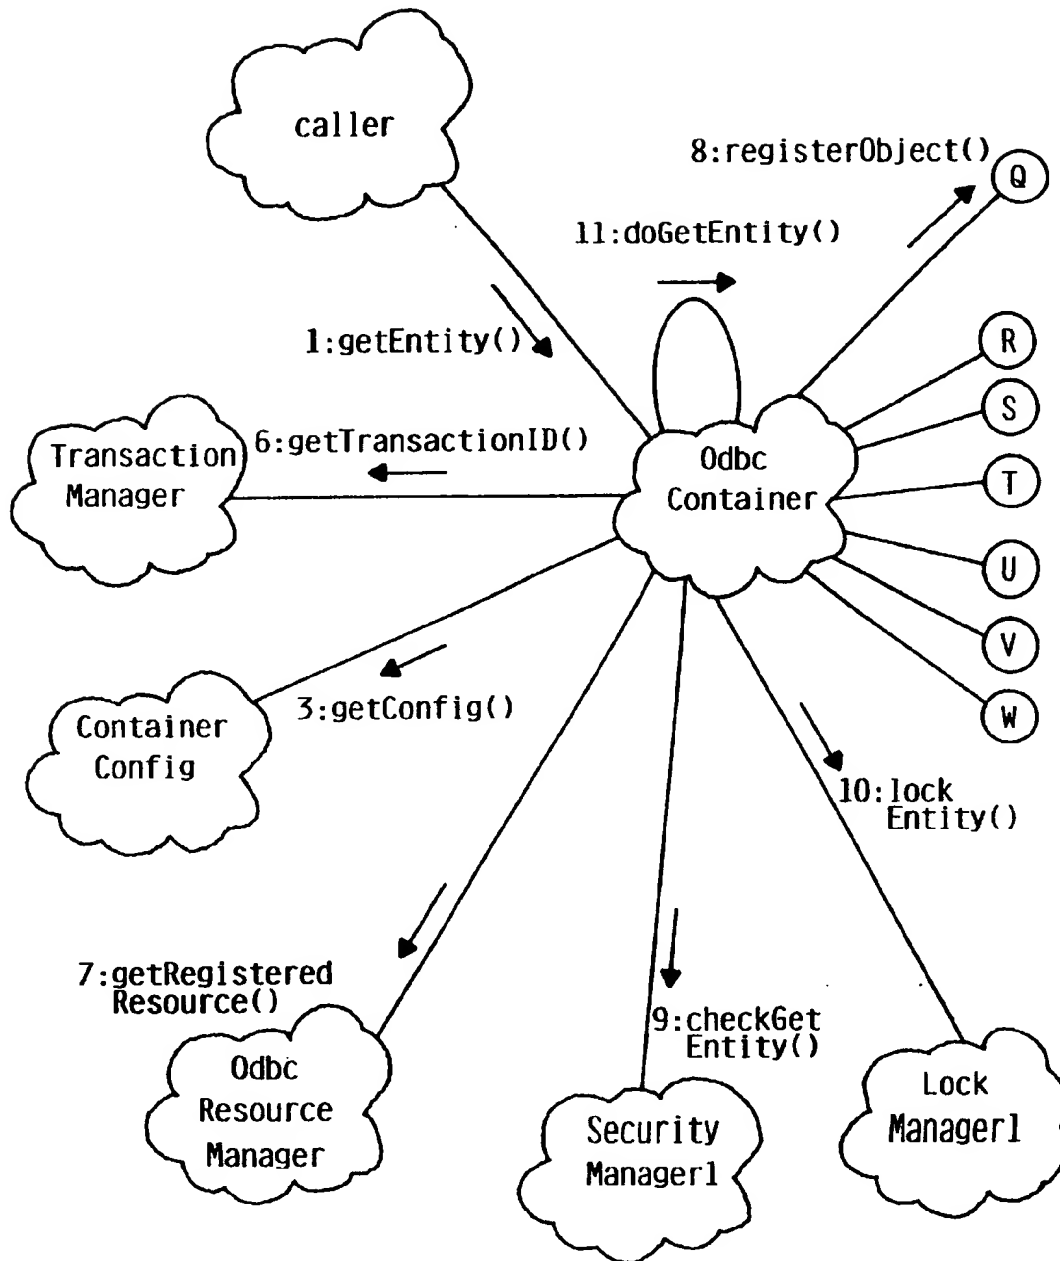 caller
8:registerObject()
Q
11:doGetEntity()
1:getEntity()
R
S
6:getTransactionID()
Transaction
Manager
Odbc
Container
T
U
V
W
3:getConfig()
Container
Config
10:lock
Entity()
7:getRegistered
Resource()
9:checkGet
Entity()
Odbc
Resource
Manager
Security
Manager1
Lock
Manager1